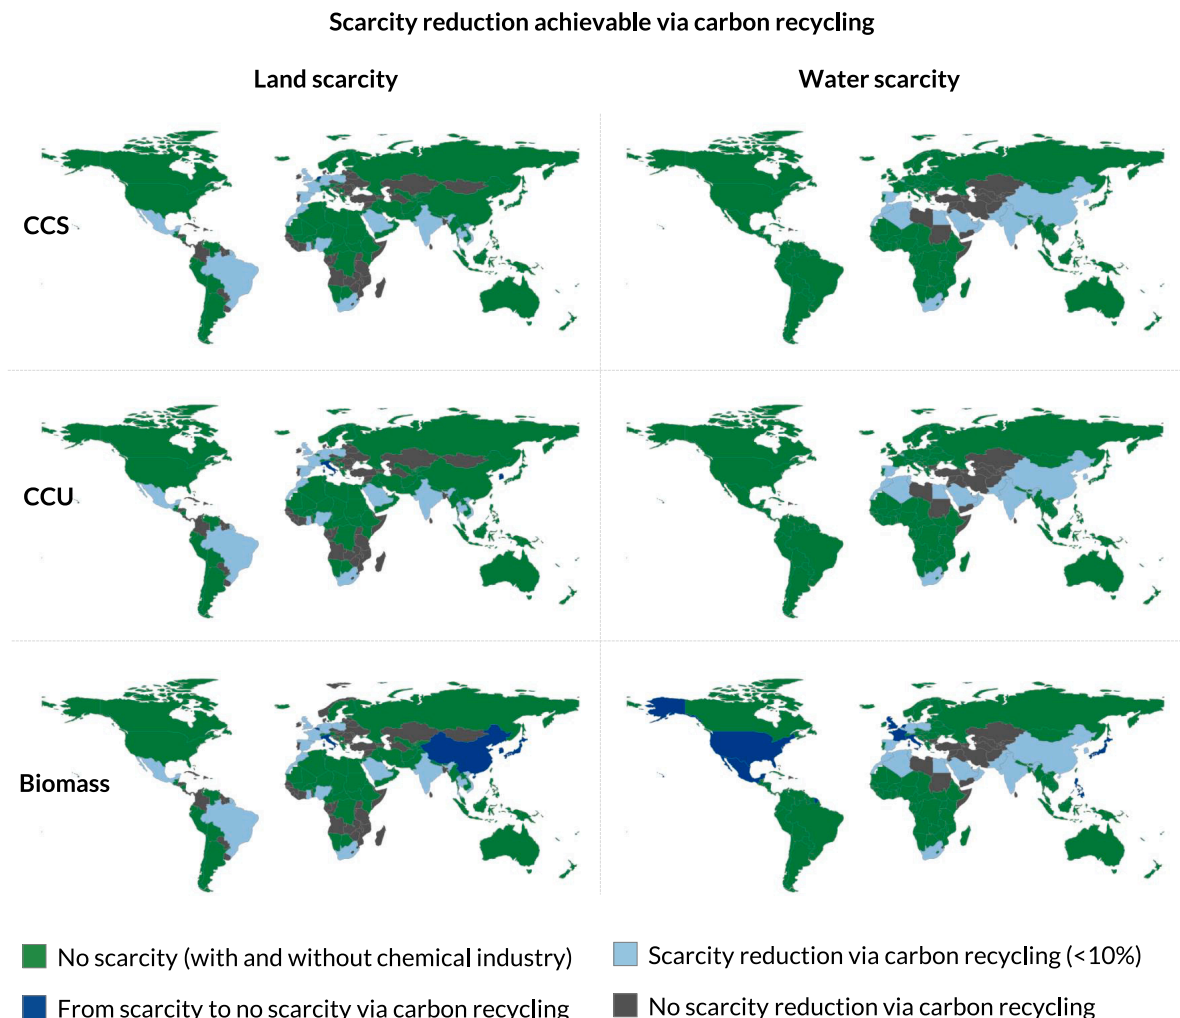 Scarcity reduction achievable via carbon recycling
Land scarcity
Water scarcity
CCS
CCU
Biomass
No scarcity (with and without chemical industry)
Scarcity reduction via carbon recycling (<10%)
From scarcity to no scarcity via carbon recycling
No scarcity reduction via carbon recycling